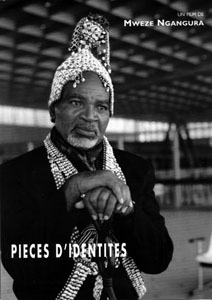 UN FILM DE
MWEZE NGANGURA
PIECES D'IDENTITES